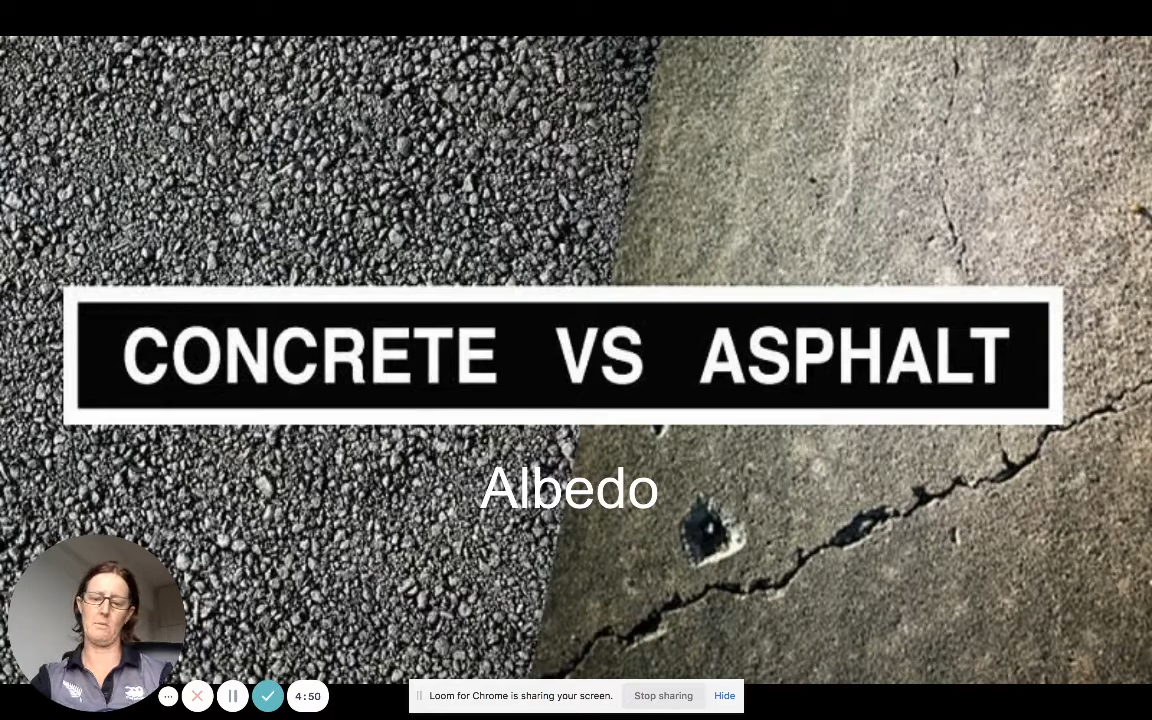 CONCRETE VS ASPHALT
Albedo
4:50
Loom for Chrome is sharing your screen.
Stop sharing
Hide